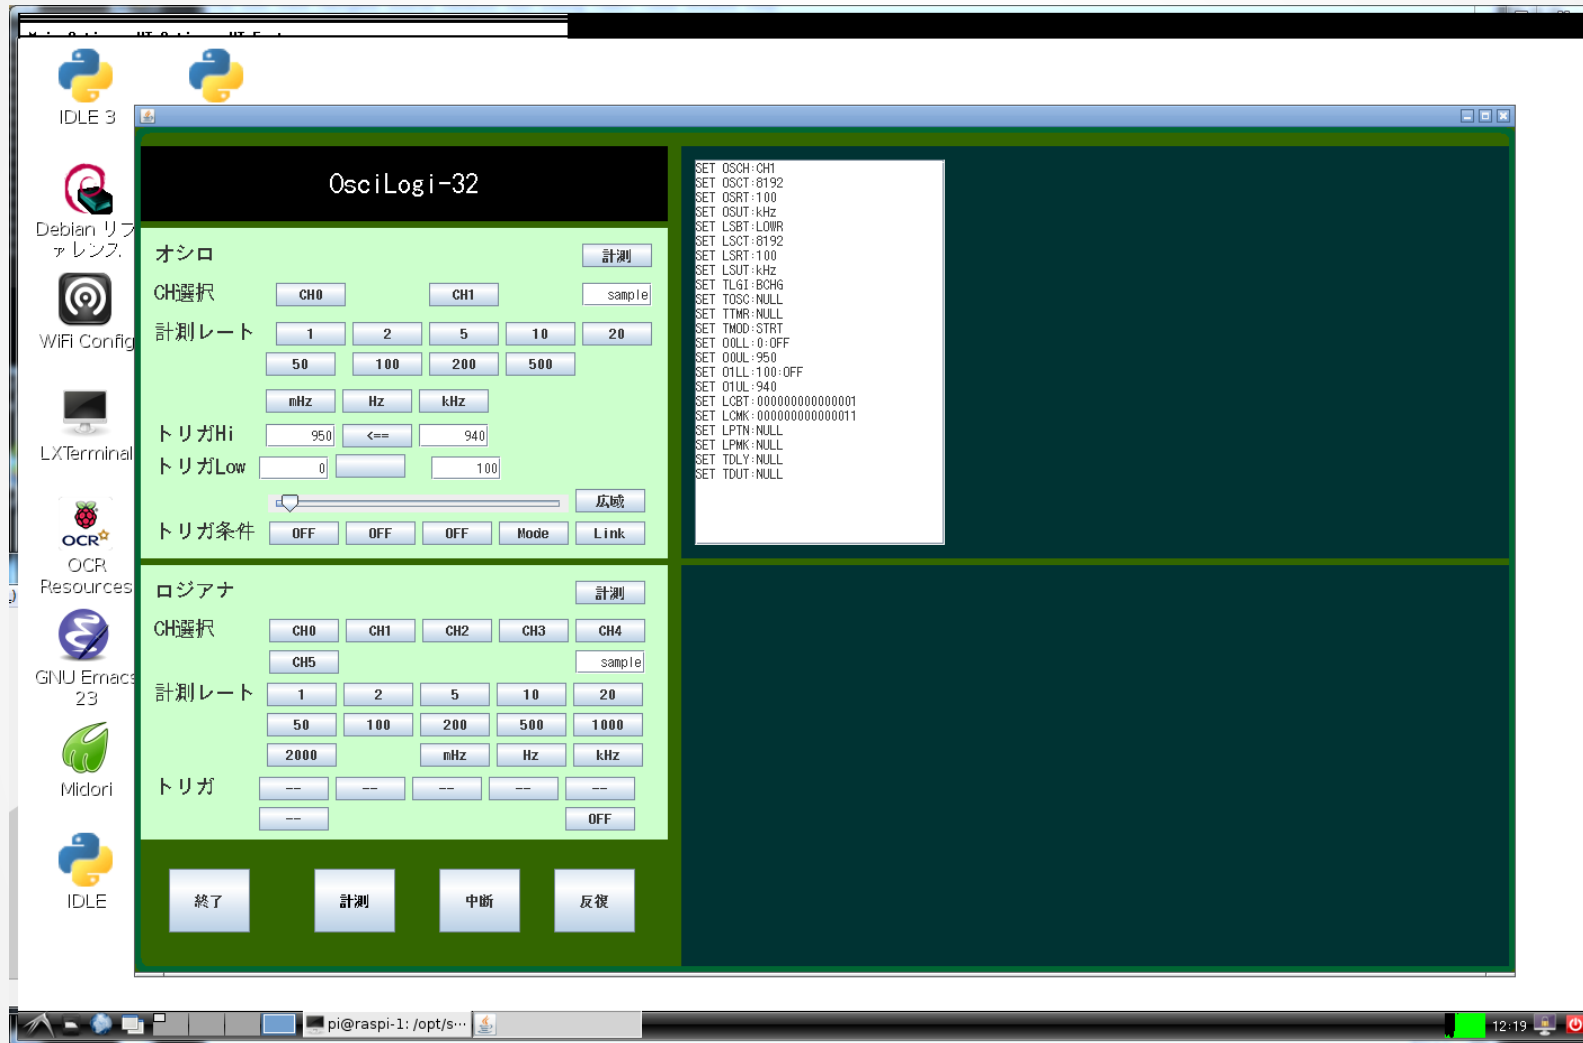 IDLE 3
Debian リフ
ァレンス
WiFi Config
LXTerminal
OCR
OCR
Resources
GNU Emacs
23
Midori
IDLE
OsciLogi-32
オシロ
計測
CH選択
CH0
CH1
sample
計測レート
1
2
5
10
20
50
100
200
500
mHz
Hz
kHz
トリガHi
950
<==
940
トリガLow
0
100
広域
トリガ条件
OFF
OFF
OFF
Mode
Link
ロジアナ
計測
CH選択
CH0
CH1
CH2
CH3
CH4
CH5
sample
計測レート
1
2
5
10
20
50
100
200
500
1000
2000
mHz
Hz
kHz
トリガ
--
--
--
--
--
--
OFF
終了
計測
中断
反復
SET OSCH:CH1
SET OSCT:8192
SET OSRT:100
SET OSUT:kHz
SET LSBT:LOWR
SET LSCT:8192
SET LSRT:100
SET LSUT:kHz
SET TLGI:BCHG
SET TOSC:NULL
SET TTMR:NULL
SET TMOD:STRT
SET O0LL:0:OFF
SET O0UL:950
SET O1LL:100:OFF
SET O1UL:940
SET LCBT:000000000000001
SET LCMK:000000000000011
SET LPTN:NULL
SET LPMK:NULL
SET TDLY:NULL
SET TDUT:NULL
pi@raspi-1: /opt/s…
12:19